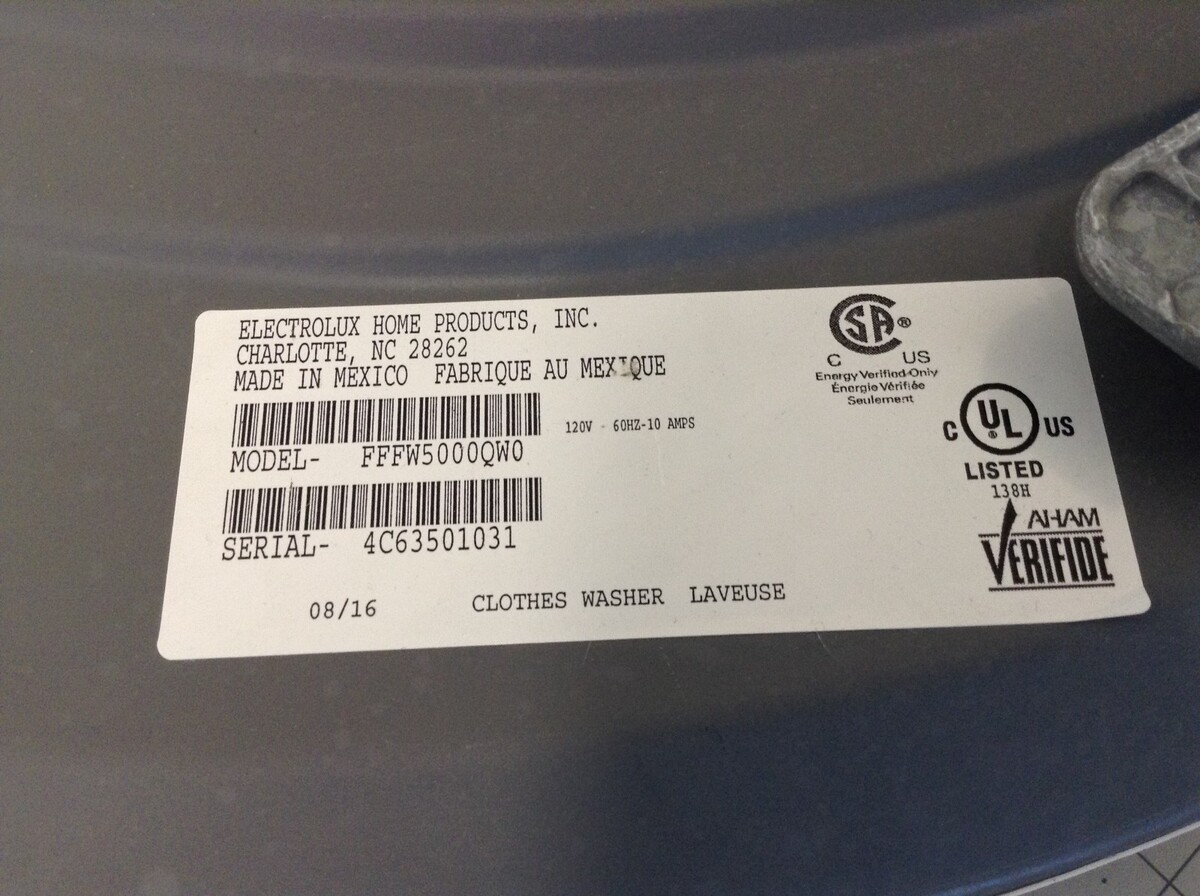 ELECTROLUX HOME PRODUCTS, INC.
CHARLOTTE, NC 28262
MADE IN MEXICO FABRIQUE AU MEXIQUE
120V - 60HZ-10 AMPS
MODEL- FFFW5000QW0
SERIAL- 4C63501031
08/16 CLOTHES WASHER LAVEUSE
CSA®
C US
Energy Verified Only
Énergie Vérifiée
Seulement
C UL® US
LISTED
138H
AHAM
VERIFIDE